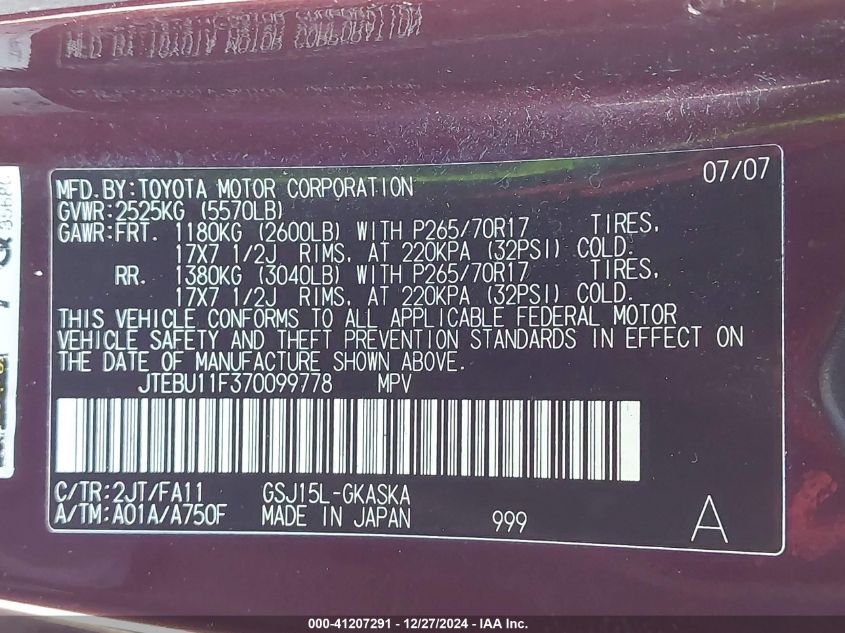 MFD.BY:TOYOTA MOTOR CORPORATION 07/07
GVWR:2525KG (5570LB)
GAWR:FRT. 1180KG (2600LB) WITH P265/70R17 TIRES,
17X7 1/2J RIMS, AT 220KPA (32PSI) COLD.
RR. 1380KG (3040LB) WITH P265/70R17 TIRES,
17X7 1/2J RIMS, AT 220KPA (32PSI) COLD.
THIS VEHICLE CONFORMS TO ALL APPLICABLE FEDERAL MOTOR
VEHICLE SAFETY AND THEFT PREVENTION STANDARDS IN EFFECT ON
THE DATE OF MANUFACTURE SHOWN ABOVE.
JTEBU11F370099778 MPV
C/TR:2JT/FA11 GSJ15L-GKASKA
A/TM:A01A/A750F MADE IN JAPAN 999 A
000-41207291 - 12/27/2024 - IAA Inc.